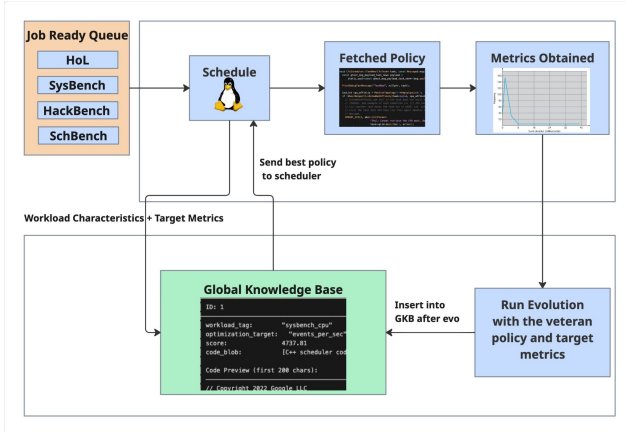 Job Ready Queue
HoL
SysBench
HackBench
SchBench
Schedule
Fetched Policy
Metrics Obtained
Send best policy
to scheduler
Workload Characteristics + Target Metrics
Global Knowledge Base
ID: 1
workload_tag: "sysbench_cpu"
optimization_target: "events_per_sec"
score: 4737.81
code_blob: [C++ scheduler cod
Code Preview (first 200 chars):
// Copyright 2022 Google LLC
Insert into
GKB after evo
Run Evolution
with the veteran
policy and target
metrics